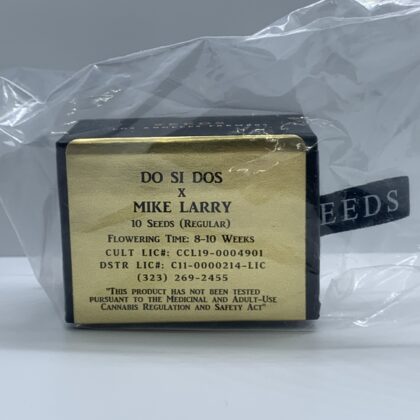 DO SI DOS
X
MIKE LARRY
10 SEEDS (REGULAR)
FLOWERING TIME: 8-10 WEEKS
CULT LIC#: CCL19-0004901
DSTR LIC#: C11-0000214-LIC
(323) 269-2455
"THIS PRODUCT HAS NOT BEEN TESTED
PURSUANT TO THE MEDICINAL AND ADULT-USE
CANNABIS REGULATION AND SAFETY ACT"
EEDS